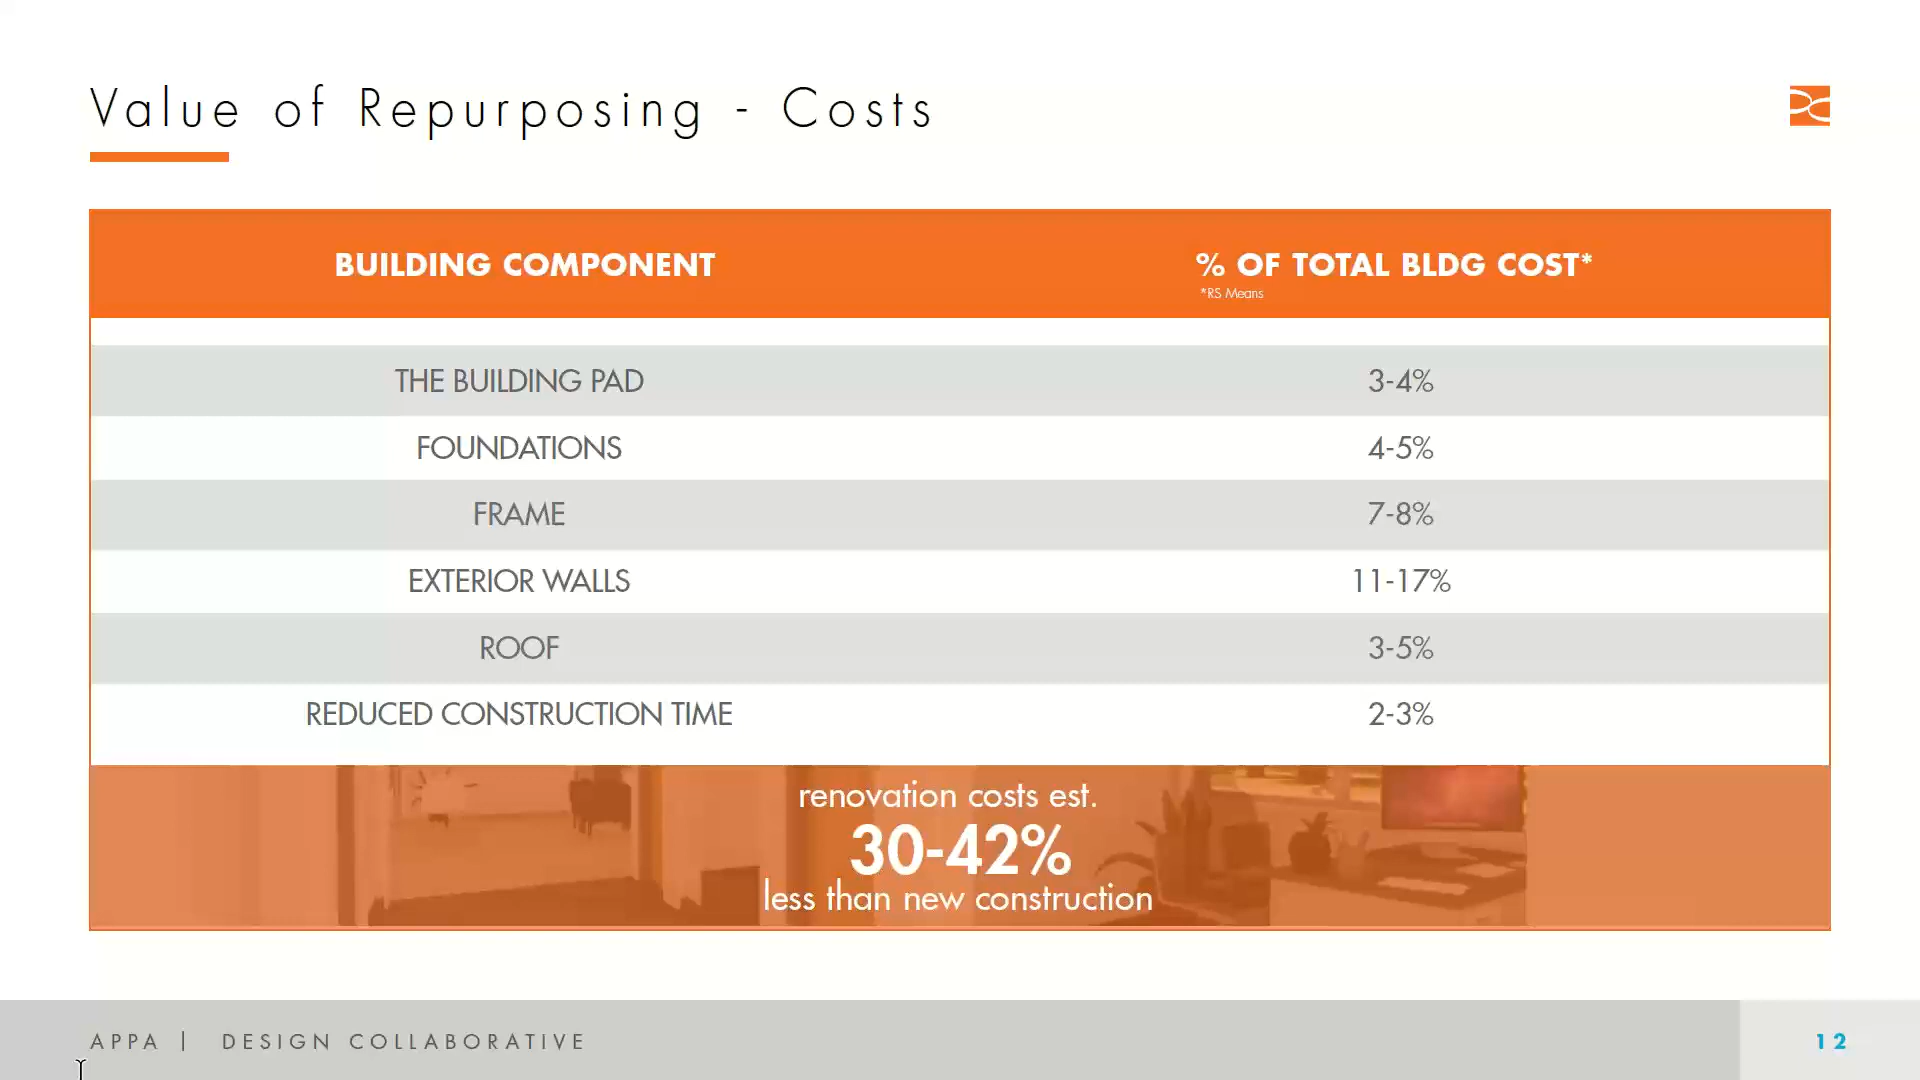 Value of Repurposing - Costs
BUILDING COMPONENT % OF TOTAL BLDG COST*
*RS Means
THE BUILDING PAD 3-4%
FOUNDATIONS 4-5%
FRAME 7-8%
EXTERIOR WALLS 11-17%
ROOF 3-5%
REDUCED CONSTRUCTION TIME 2-3%
renovation costs est.
30-42%
less than new construction
APPA | DESIGN COLLABORATIVE 12